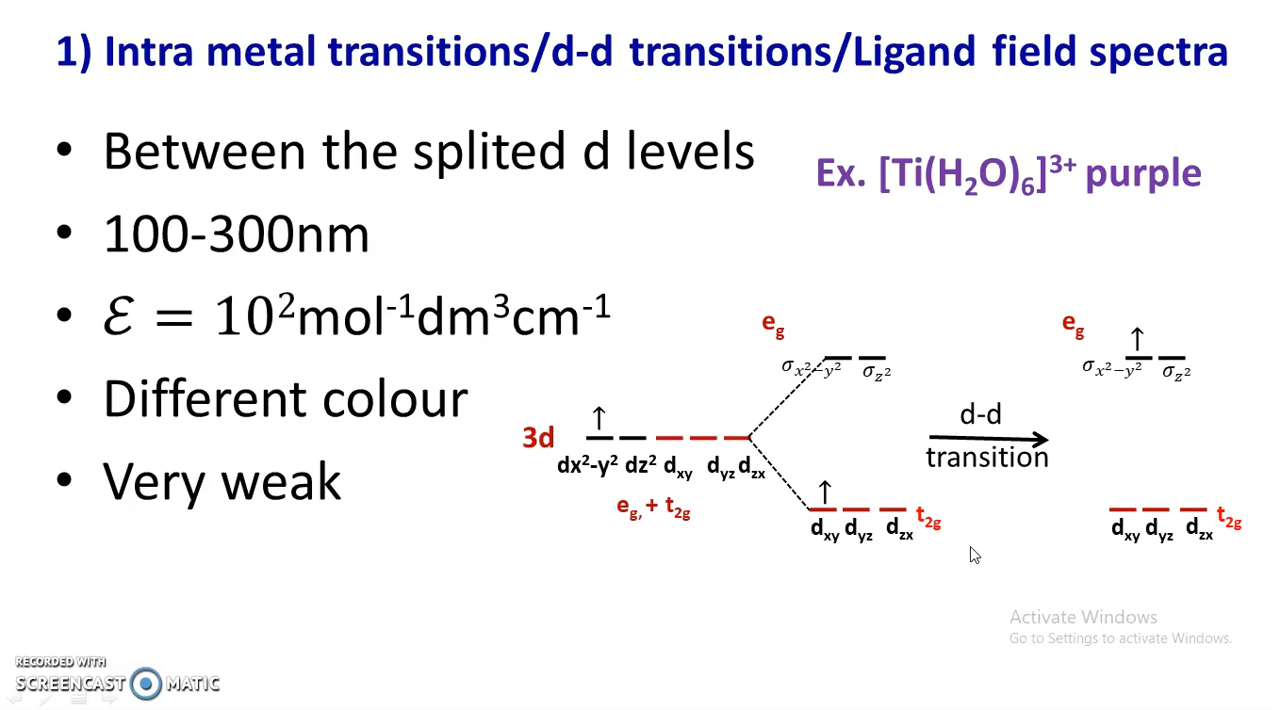 1) Intra metal transitions/d-d transitions/Ligand field spectra
• Between the splited d levels
Ex. [Ti(H₂O)₆]³⁺ purple
• 100-300nm
• ℰ = 10²mol⁻¹dm³cm⁻¹
• Different colour
• Very weak
e_g
σ_x²−y² σ_z²
3d ↑
dx²-y² dz² d_xy d_yz d_zx
e_g, + t_2g
↑
d_xy d_yz d_zx t_2g
d-d
transition
e_g ↑
σ_x²−y² σ_z²
d_xy d_yz d_zx t_2g
Activate Windows
Go to Settings to activate Windows.
RECORDED WITH
SCREENCAST MATIC